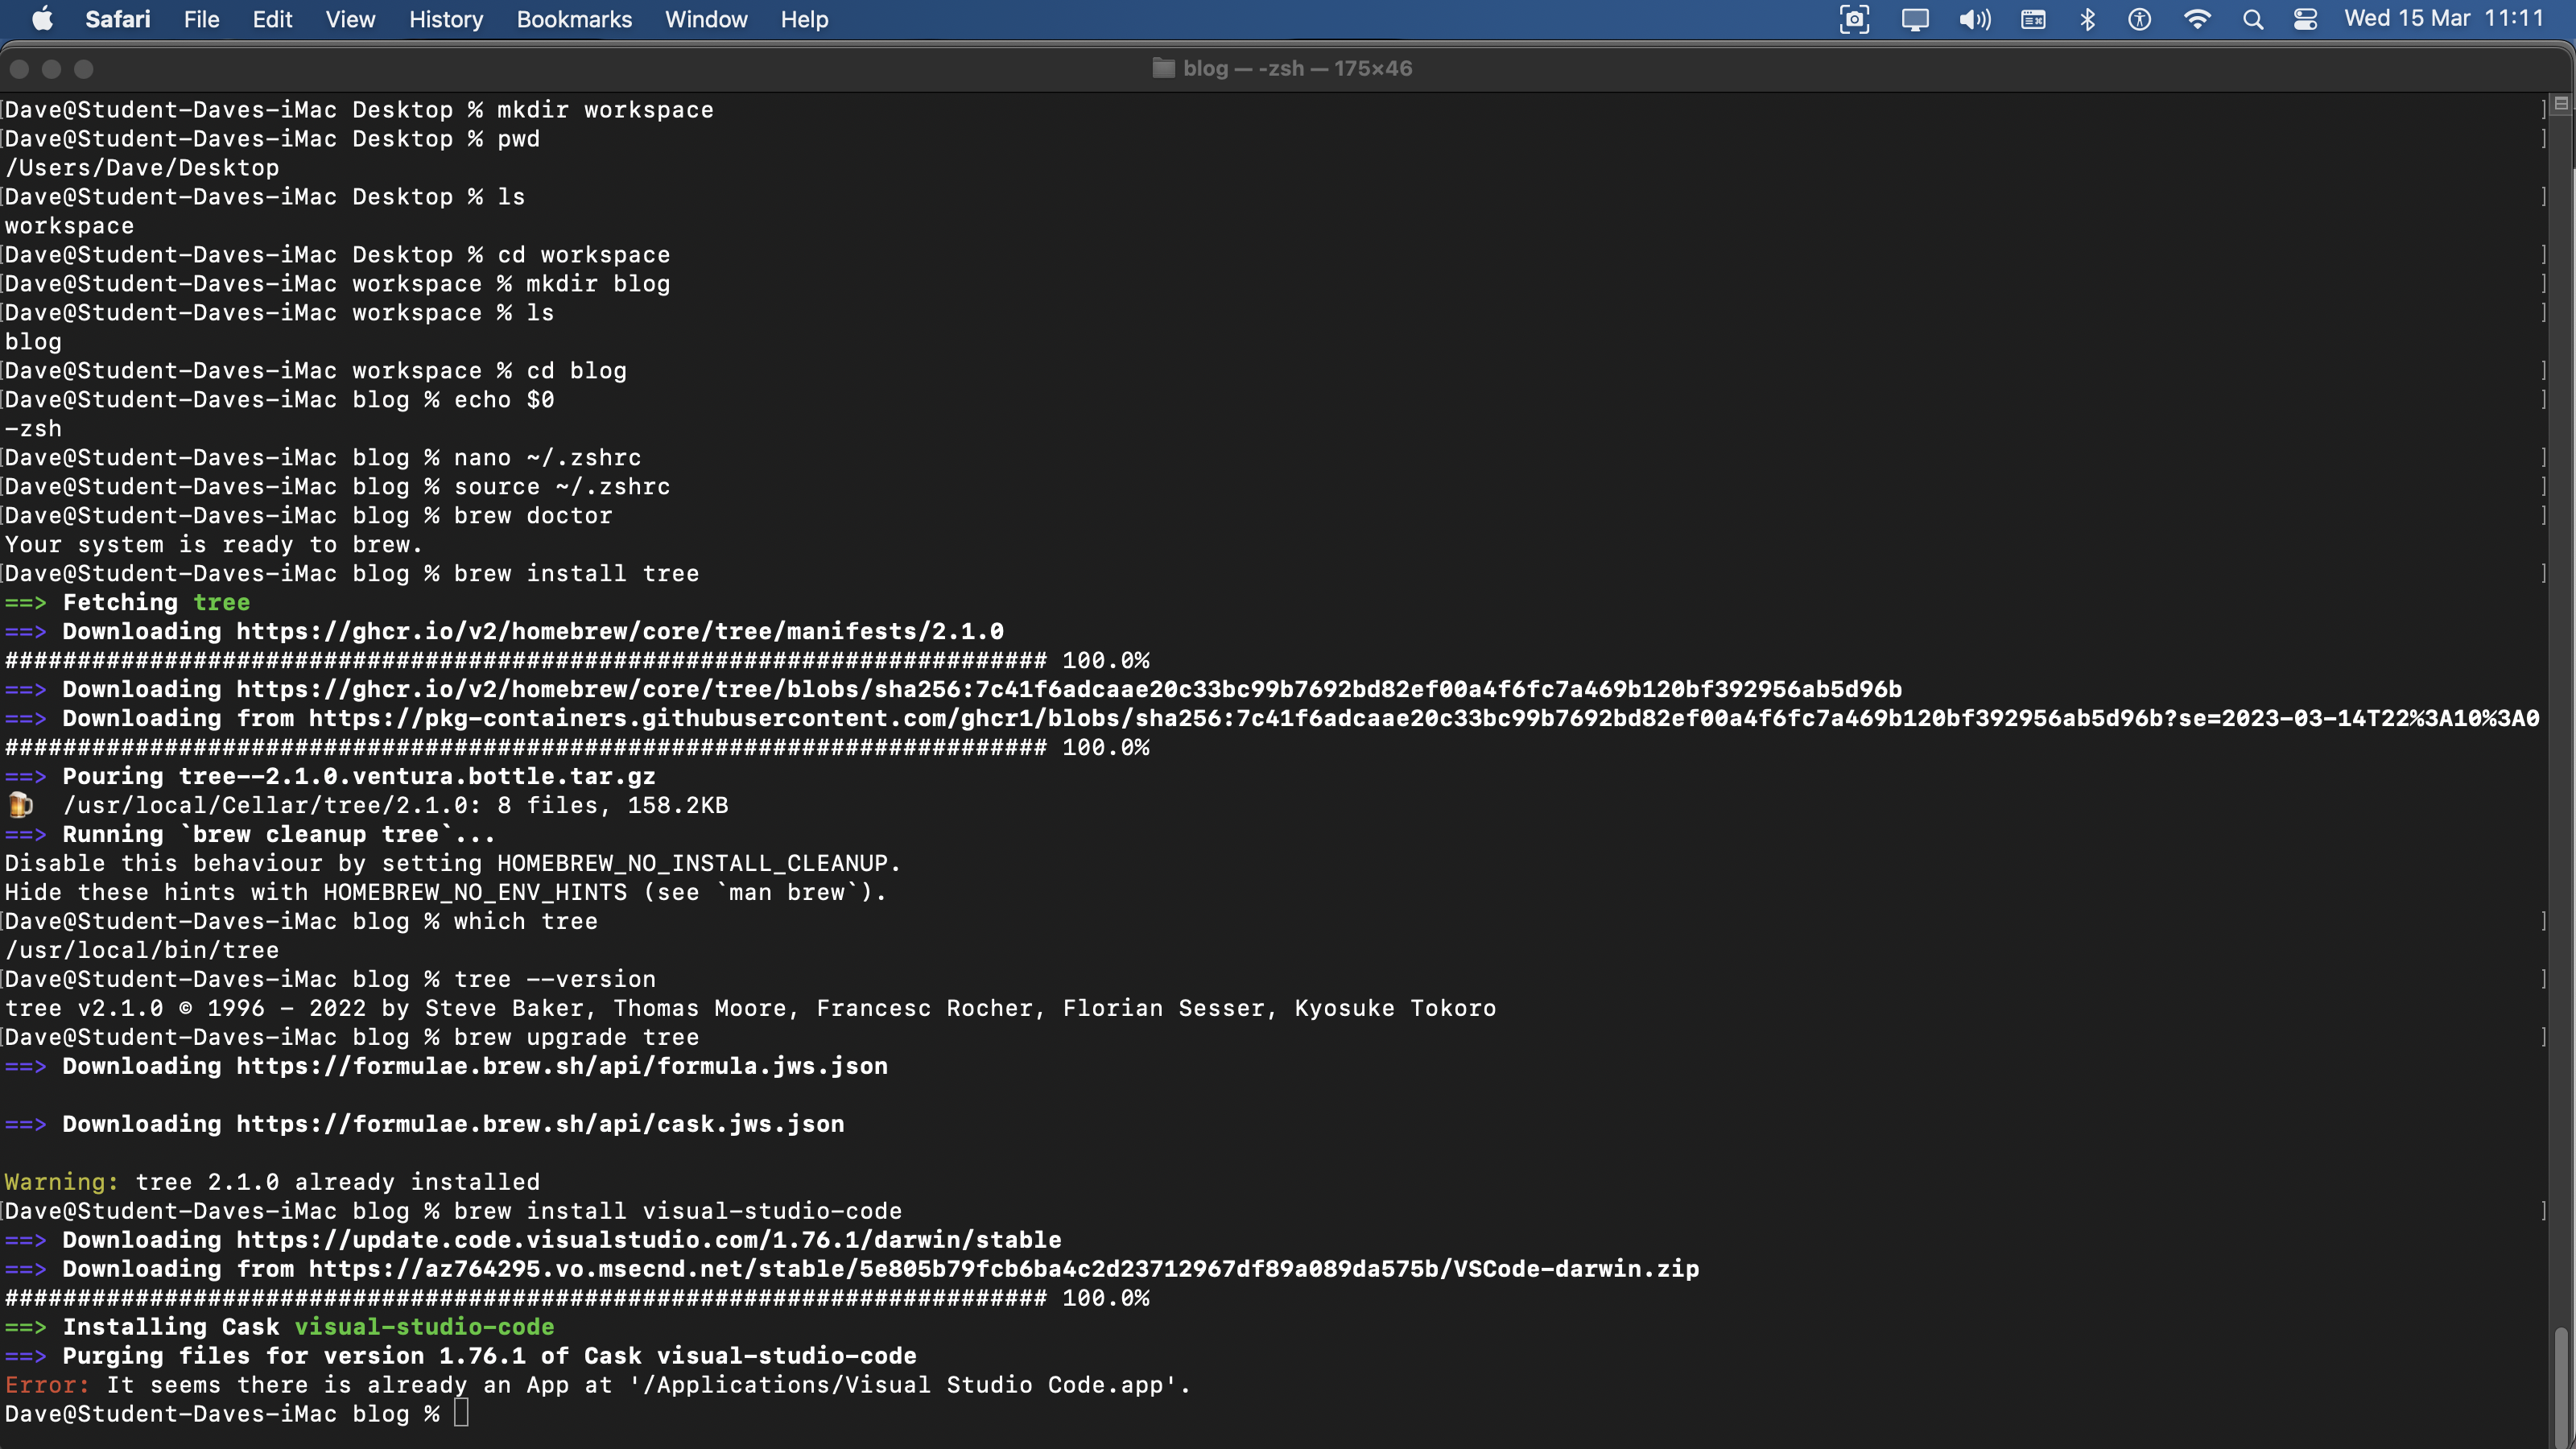 Safari File Edit View History Bookmarks Window Help Wed 15 Mar 11:11
blog — -zsh — 175×46
Dave@Student-Daves-iMac Desktop % mkdir workspace
Dave@Student-Daves-iMac Desktop % pwd
/Users/Dave/Desktop
Dave@Student-Daves-iMac Desktop % ls
workspace
Dave@Student-Daves-iMac Desktop % cd workspace
Dave@Student-Daves-iMac workspace % mkdir blog
Dave@Student-Daves-iMac workspace % ls
blog
Dave@Student-Daves-iMac workspace % cd blog
Dave@Student-Daves-iMac blog % echo $0
-zsh
Dave@Student-Daves-iMac blog % nano ~/.zshrc
Dave@Student-Daves-iMac blog % source ~/.zshrc
Dave@Student-Daves-iMac blog % brew doctor
Your system is ready to brew.
Dave@Student-Daves-iMac blog % brew install tree
==> Fetching tree
==> Downloading https://ghcr.io/v2/homebrew/core/tree/manifests/2.1.0
######################################################################## 100.0%
==> Downloading https://ghcr.io/v2/homebrew/core/tree/blobs/sha256:7c41f6adcaae20c33bc99b7692bd82ef00a4f6fc7a469b120bf392956ab5d96b
==> Downloading from https://pkg-containers.githubusercontent.com/ghcr1/blobs/sha256:7c41f6adcaae20c33bc99b7692bd82ef00a4f6fc7a469b120bf392956ab5d96b?se=2023-03-14T22%3A10%3A0
######################################################################## 100.0%
==> Pouring tree--2.1.0.ventura.bottle.tar.gz
🍺  /usr/local/Cellar/tree/2.1.0: 8 files, 158.2KB
==> Running `brew cleanup tree`...
Disable this behaviour by setting HOMEBREW_NO_INSTALL_CLEANUP.
Hide these hints with HOMEBREW_NO_ENV_HINTS (see `man brew`).
Dave@Student-Daves-iMac blog % which tree
/usr/local/bin/tree
Dave@Student-Daves-iMac blog % tree --version
tree v2.1.0 © 1996 - 2022 by Steve Baker, Thomas Moore, Francesc Rocher, Florian Sesser, Kyosuke Tokoro
Dave@Student-Daves-iMac blog % brew upgrade tree
==> Downloading https://formulae.brew.sh/api/formula.jws.json
==> Downloading https://formulae.brew.sh/api/cask.jws.json
Warning: tree 2.1.0 already installed
Dave@Student-Daves-iMac blog % brew install visual-studio-code
==> Downloading https://update.code.visualstudio.com/1.76.1/darwin/stable
==> Downloading from https://az764295.vo.msecnd.net/stable/5e805b79fcb6ba4c2d23712967df89a089da575b/VSCode-darwin.zip
######################################################################## 100.0%
==> Installing Cask visual-studio-code
==> Purging files for version 1.76.1 of Cask visual-studio-code
Error: It seems there is already an App at '/Applications/Visual Studio Code.app'.
Dave@Student-Daves-iMac blog %